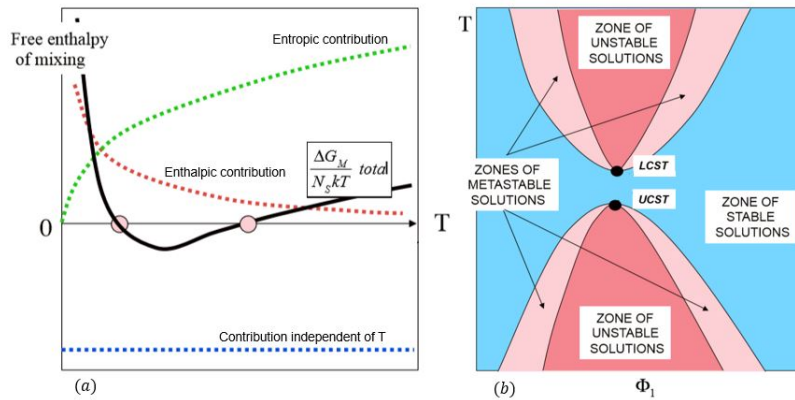 Free enthalpy
of mixing
Entropic contribution
Enthalpic contribution
ΔG_M
N_S kT total
0
T
Contribution independent of T
(a)
T
ZONE OF
UNSTABLE
SOLUTIONS
LCST
ZONES OF
METASTABLE
SOLUTIONS
UCST
ZONE OF
STABLE
SOLUTIONS
ZONE OF
UNSTABLE
SOLUTIONS
(b)
Φ₁